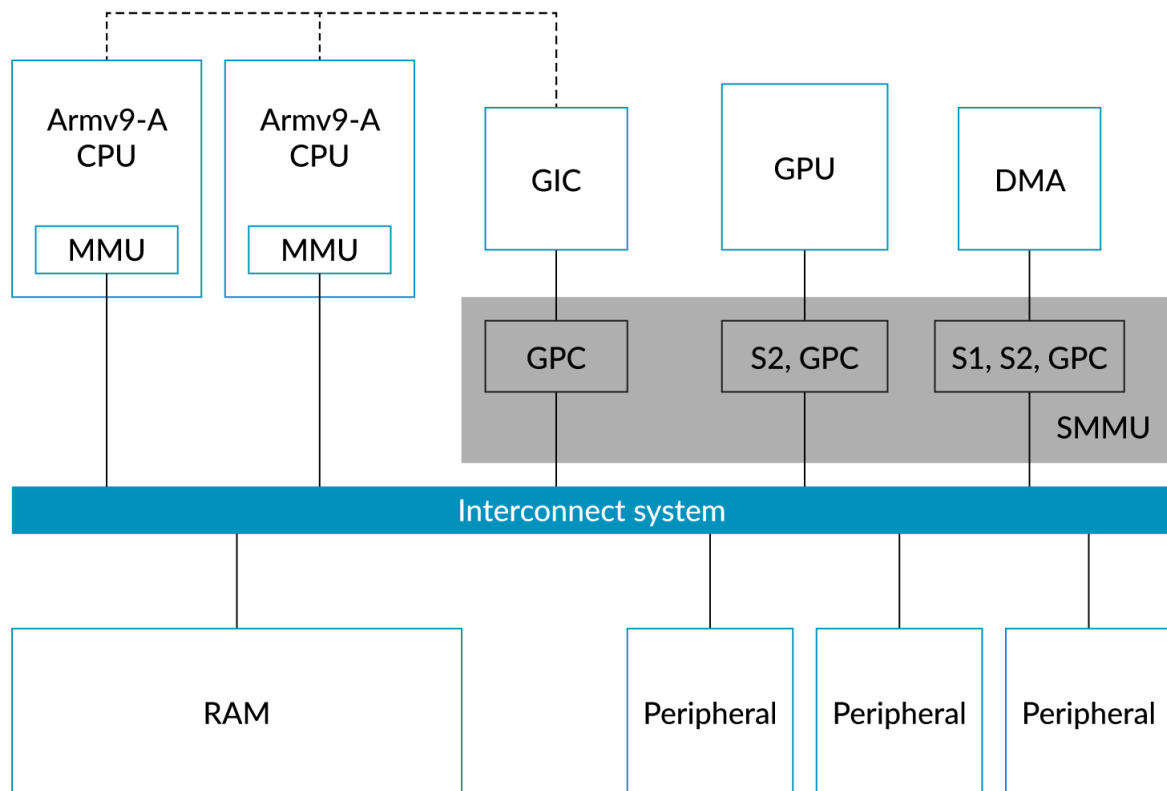 Armv9-A
CPU
MMU
Armv9-A
CPU
MMU
GIC
GPU
DMA
GPC
S2, GPC
S1, S2, GPC
SMMU
Interconnect system
RAM
Peripheral
Peripheral
Peripheral